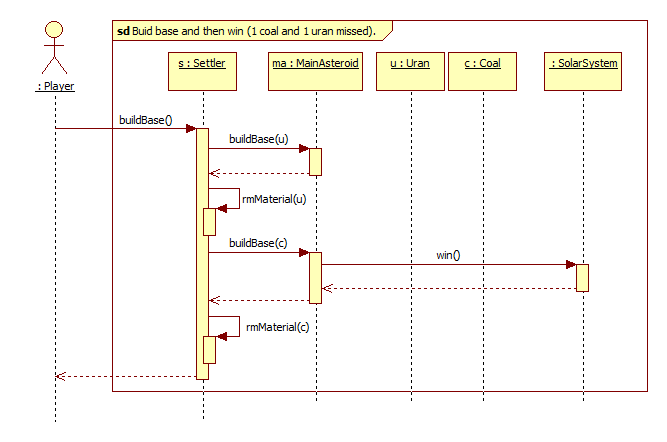 sd Buid base and then win (1 coal and 1 uran missed).
s : Settler
ma : MainAsteroid
u : Uran
c : Coal
: SolarSystem
: Player
buildBase()
buildBase(u)
rmMaterial(u)
buildBase(c)
win()
rmMaterial(c)